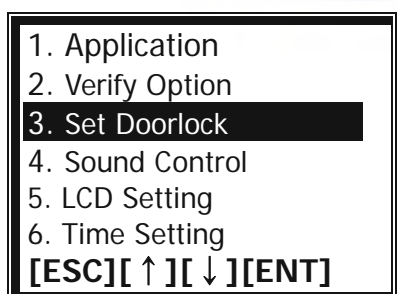 1. Application
2. Verify Option
3. Set Doorlock
4. Sound Control
5. LCD Setting
6. Time Setting
[ESC][↑][↓][ENT]